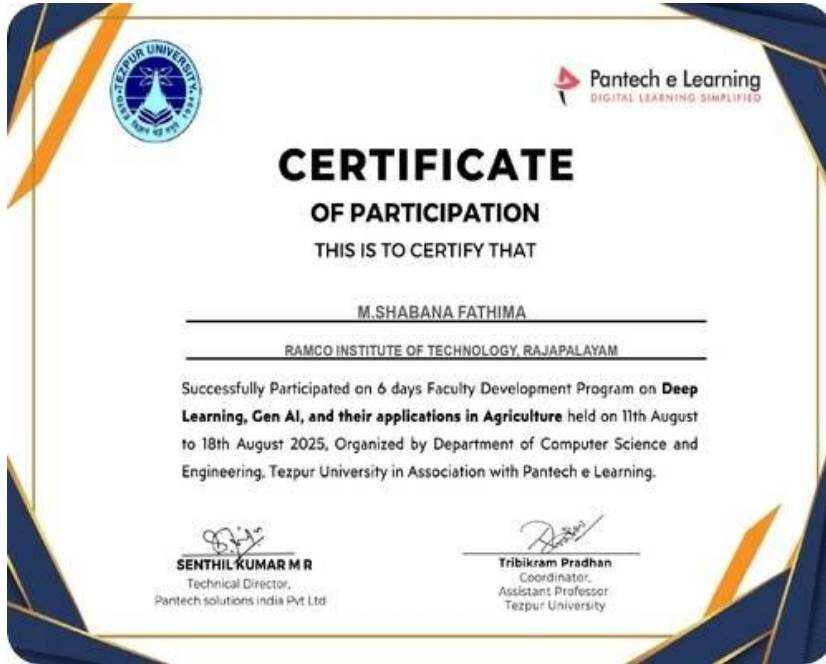 TEZPUR UNIVERSITY
Pantech e Learning
DIGITAL LEARNING SIMPLIFIED
CERTIFICATE
OF PARTICIPATION
THIS IS TO CERTIFY THAT
M.SHABANA FATHIMA
RAMCO INSTITUTE OF TECHNOLOGY, RAJAPALAYAM
Successfully Participated on 6 days Faculty Development Program on Deep
Learning, Gen AI, and their applications in Agriculture held on 11th August
to 18th August 2025, Organized by Department of Computer Science and
Engineering, Tezpur University in Association with Pantech e Learning.
SENTHIL KUMAR M R
Technical Director,
Pantech solutions india Pvt Ltd
Tribikram Pradhan
Coordinator,
Assistant Professor
Tezpur University